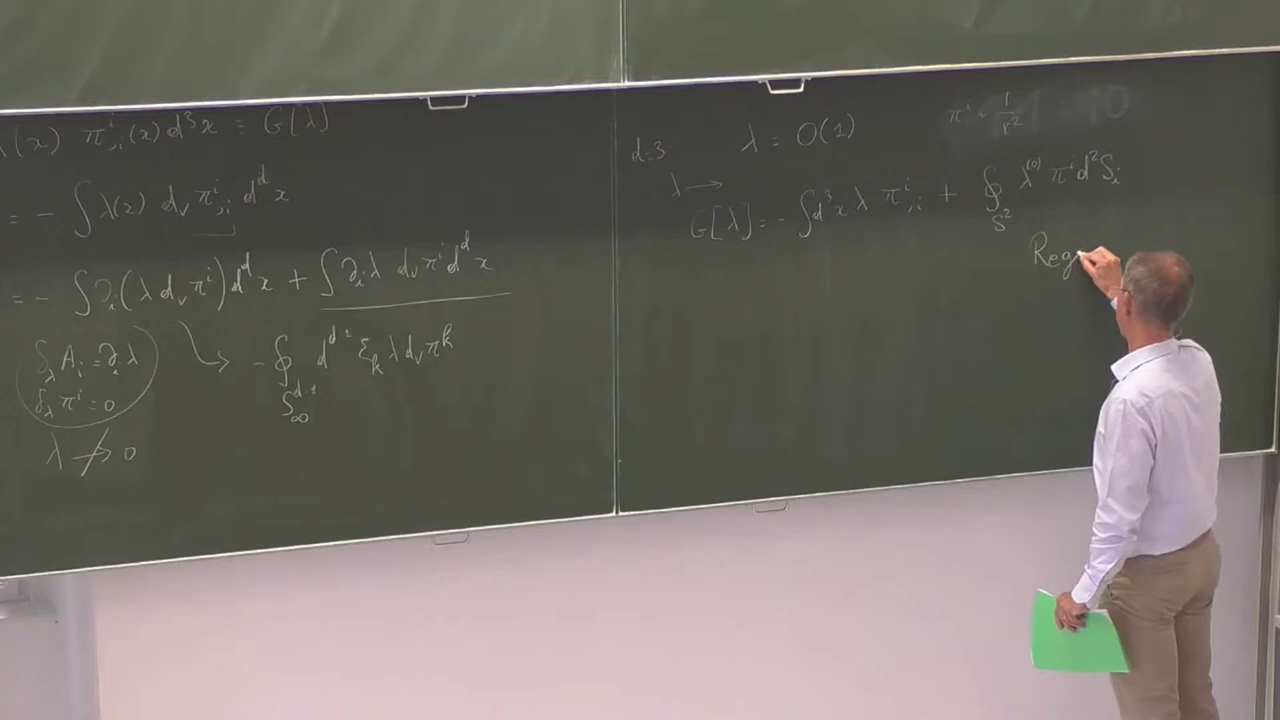 (x) π^i_{,i}(x) d^3x ≡ G[λ]
= - ∫ λ(x) d_V π^i_{,i} d^d x
= - ∫ ∂_i (λ d_V π^i) d^d x + ∫ ∂_i λ d_V π^i d^d x
δ_λ A_i = ∂_i λ
δ_λ π^i = 0
λ ↛ 0
- ∮_{S^{d-1}_∞} d^{d-1} Σ_k λ d_V π^k
d=3
λ = O(1)
π^i ~ 1/r^2
λ →
G[λ] = - ∫ d^3x λ π^i_{,i} + ∮_{S^2} λ^{(0)} π^i d^2S_i
Reg